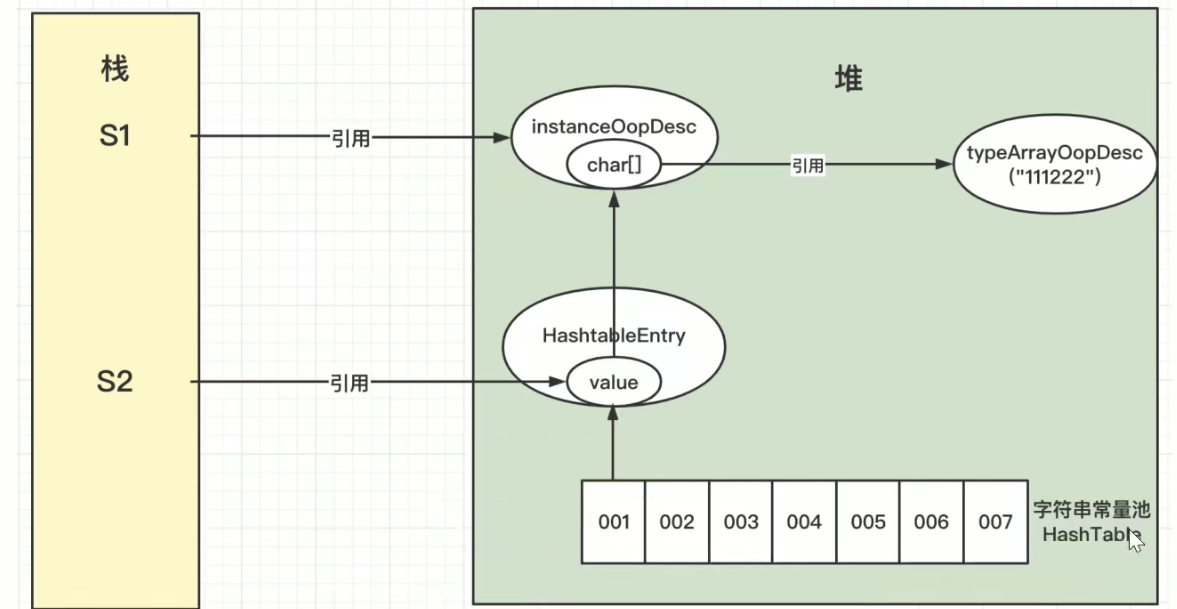 栈
堆
S1
引用
instanceOopDesc
char[]
引用
typeArrayOopDesc
("111222")
HashtableEntry
S2
引用
value
001 002 003 004 005 006 007
字符串常量池
HashTable